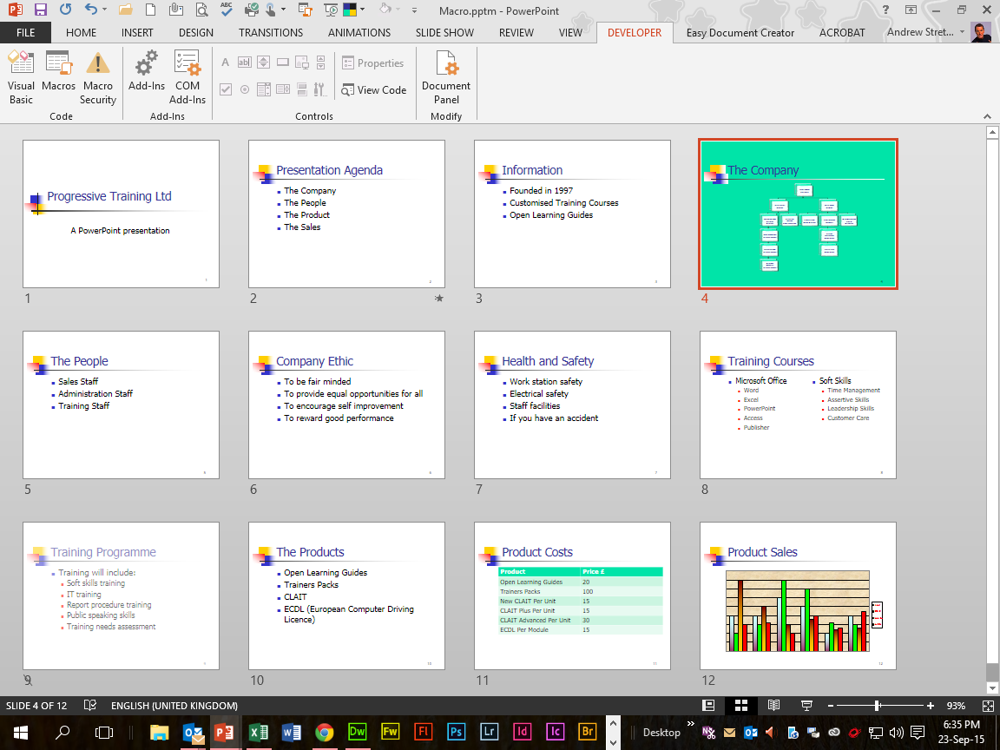 Macro.pptm - PowerPoint
?
FILE HOME INSERT DESIGN TRANSITIONS ANIMATIONS SLIDE SHOW REVIEW VIEW DEVELOPER Easy Document Creator ACROBAT Andrew Stret...
Visual Basic
Macros
Macro Security
Add-Ins
COM Add-Ins
Properties
View Code
Document Panel
Code
Add-Ins
Controls
Modify
Progressive Training Ltd
A PowerPoint presentation
1
Presentation Agenda
The Company
The People
The Product
The Sales
2
Information
Founded in 1997
Customised Training Courses
Open Learning Guides
3
The Company
4
The People
Sales Staff
Administration Staff
Training Staff
5
Company Ethic
To be fair minded
To provide equal opportunities for all
To encourage self improvement
To reward good performance
6
Health and Safety
Work station safety
Electrical safety
Staff facilities
If you have an accident
7
Training Courses
Microsoft Office
Word
Excel
PowerPoint
Access
Publisher
Soft Skills
Time Management
Assertive Skills
Leadership Skills
Customer Care
8
Training Programme
Training will include:
Soft skills training
IT training
Report procedure training
Public speaking skills
Training needs assessment
9
The Products
Open Learning Guides
Trainers Packs
CLAIT
ECDL (European Computer Driving
Licence)
10
Product Costs
Product Price £
Open Learning Guides 20
Trainers Packs 100
New CLAIT Per Unit 15
CLAIT Plus Per Unit 15
CLAIT Advanced Per Unit 30
ECDL Per Module 15
11
Product Sales
12
SLIDE 4 OF 12 ENGLISH (UNITED KINGDOM) 93%
Dw Fw Fl Ps Lr Id Ic Br
Desktop
6:35 PM
23-Sep-15